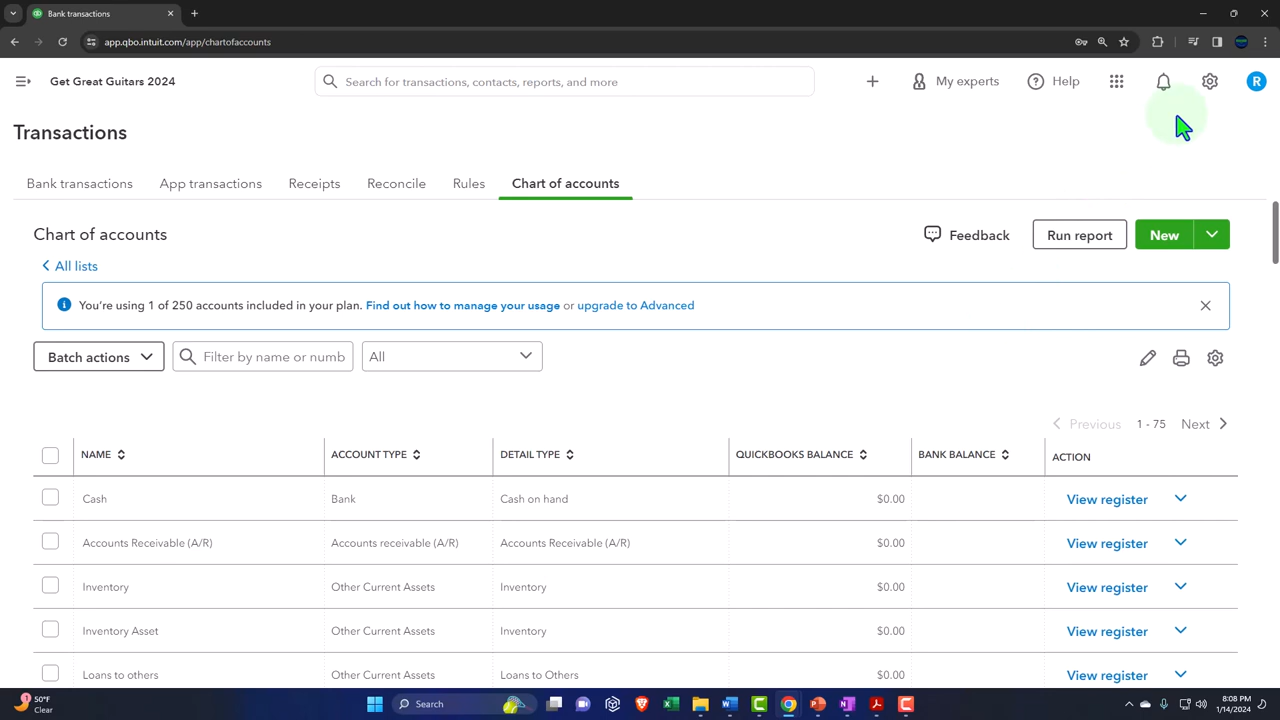 Bank transactions
app.qbo.intuit.com/app/chartofaccounts
Get Great Guitars 2024
Search for transactions, contacts, reports, and more
My experts
Help
R
Transactions
Bank transactions App transactions Receipts Reconcile Rules Chart of accounts
Chart of accounts
Feedback
Run report
New
All lists
You're using 1 of 250 accounts included in your plan. Find out how to manage your usage or upgrade to Advanced
Batch actions
Filter by name or numb
All
Previous 1 - 75 Next
NAME ACCOUNT TYPE DETAIL TYPE QUICKBOOKS BALANCE BANK BALANCE ACTION
Cash Bank Cash on hand $0.00 View register
Accounts Receivable (A/R) Accounts receivable (A/R) Accounts Receivable (A/R) $0.00 View register
Inventory Other Current Assets Inventory $0.00 View register
Inventory Asset Other Current Assets Inventory $0.00 View register
Loans to others Other Current Assets Loans to Others $0.00 View register
50°F
Clear
Search
8:08 PM
1/14/2024